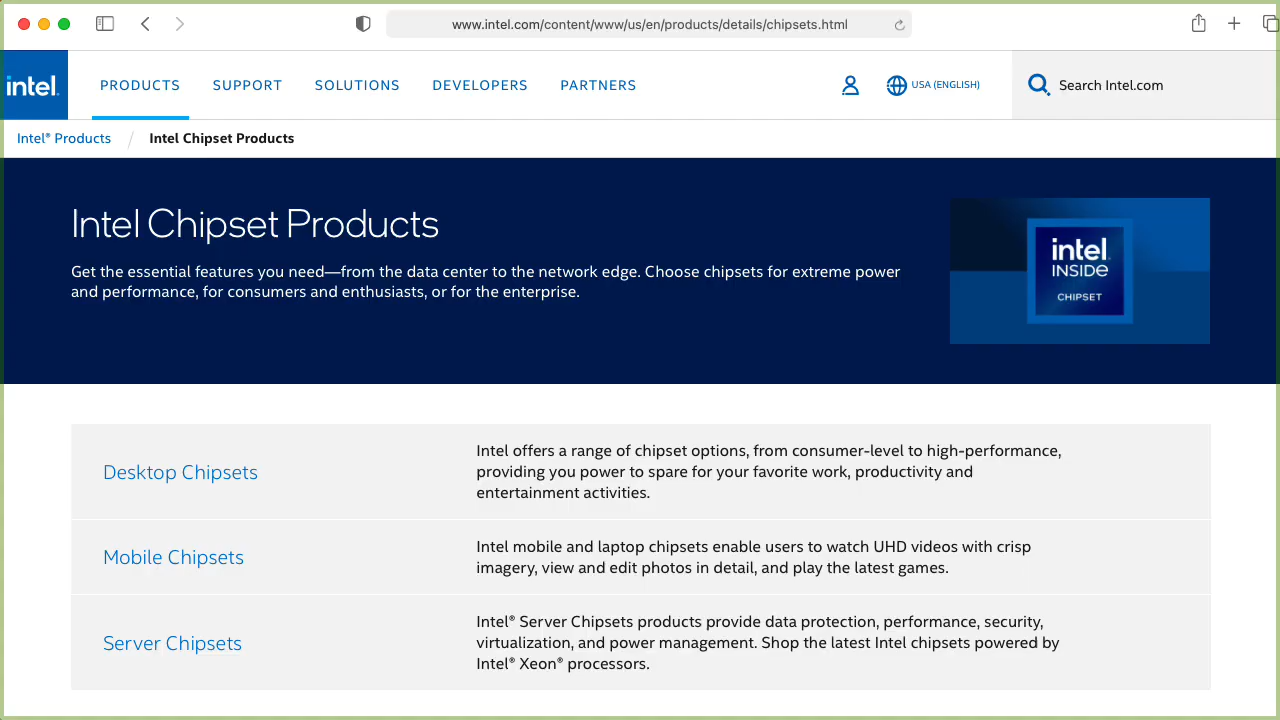 www.intel.com/content/www/us/en/products/details/chipsets.html
intel.
PRODUCTS SUPPORT SOLUTIONS DEVELOPERS PARTNERS USA (ENGLISH) Search Intel.com
Intel® Products / Intel Chipset Products
Intel Chipset Products
Get the essential features you need—from the data center to the network edge. Choose chipsets for extreme power
and performance, for consumers and enthusiasts, or for the enterprise.
intel.
INSIDE
CHIPSET
Desktop Chipsets
Intel offers a range of chipset options, from consumer-level to high-performance,
providing you power to spare for your favorite work, productivity and
entertainment activities.
Mobile Chipsets
Intel mobile and laptop chipsets enable users to watch UHD videos with crisp
imagery, view and edit photos in detail, and play the latest games.
Server Chipsets
Intel® Server Chipsets products provide data protection, performance, security,
virtualization, and power management. Shop the latest Intel chipsets powered by
Intel® Xeon® processors.